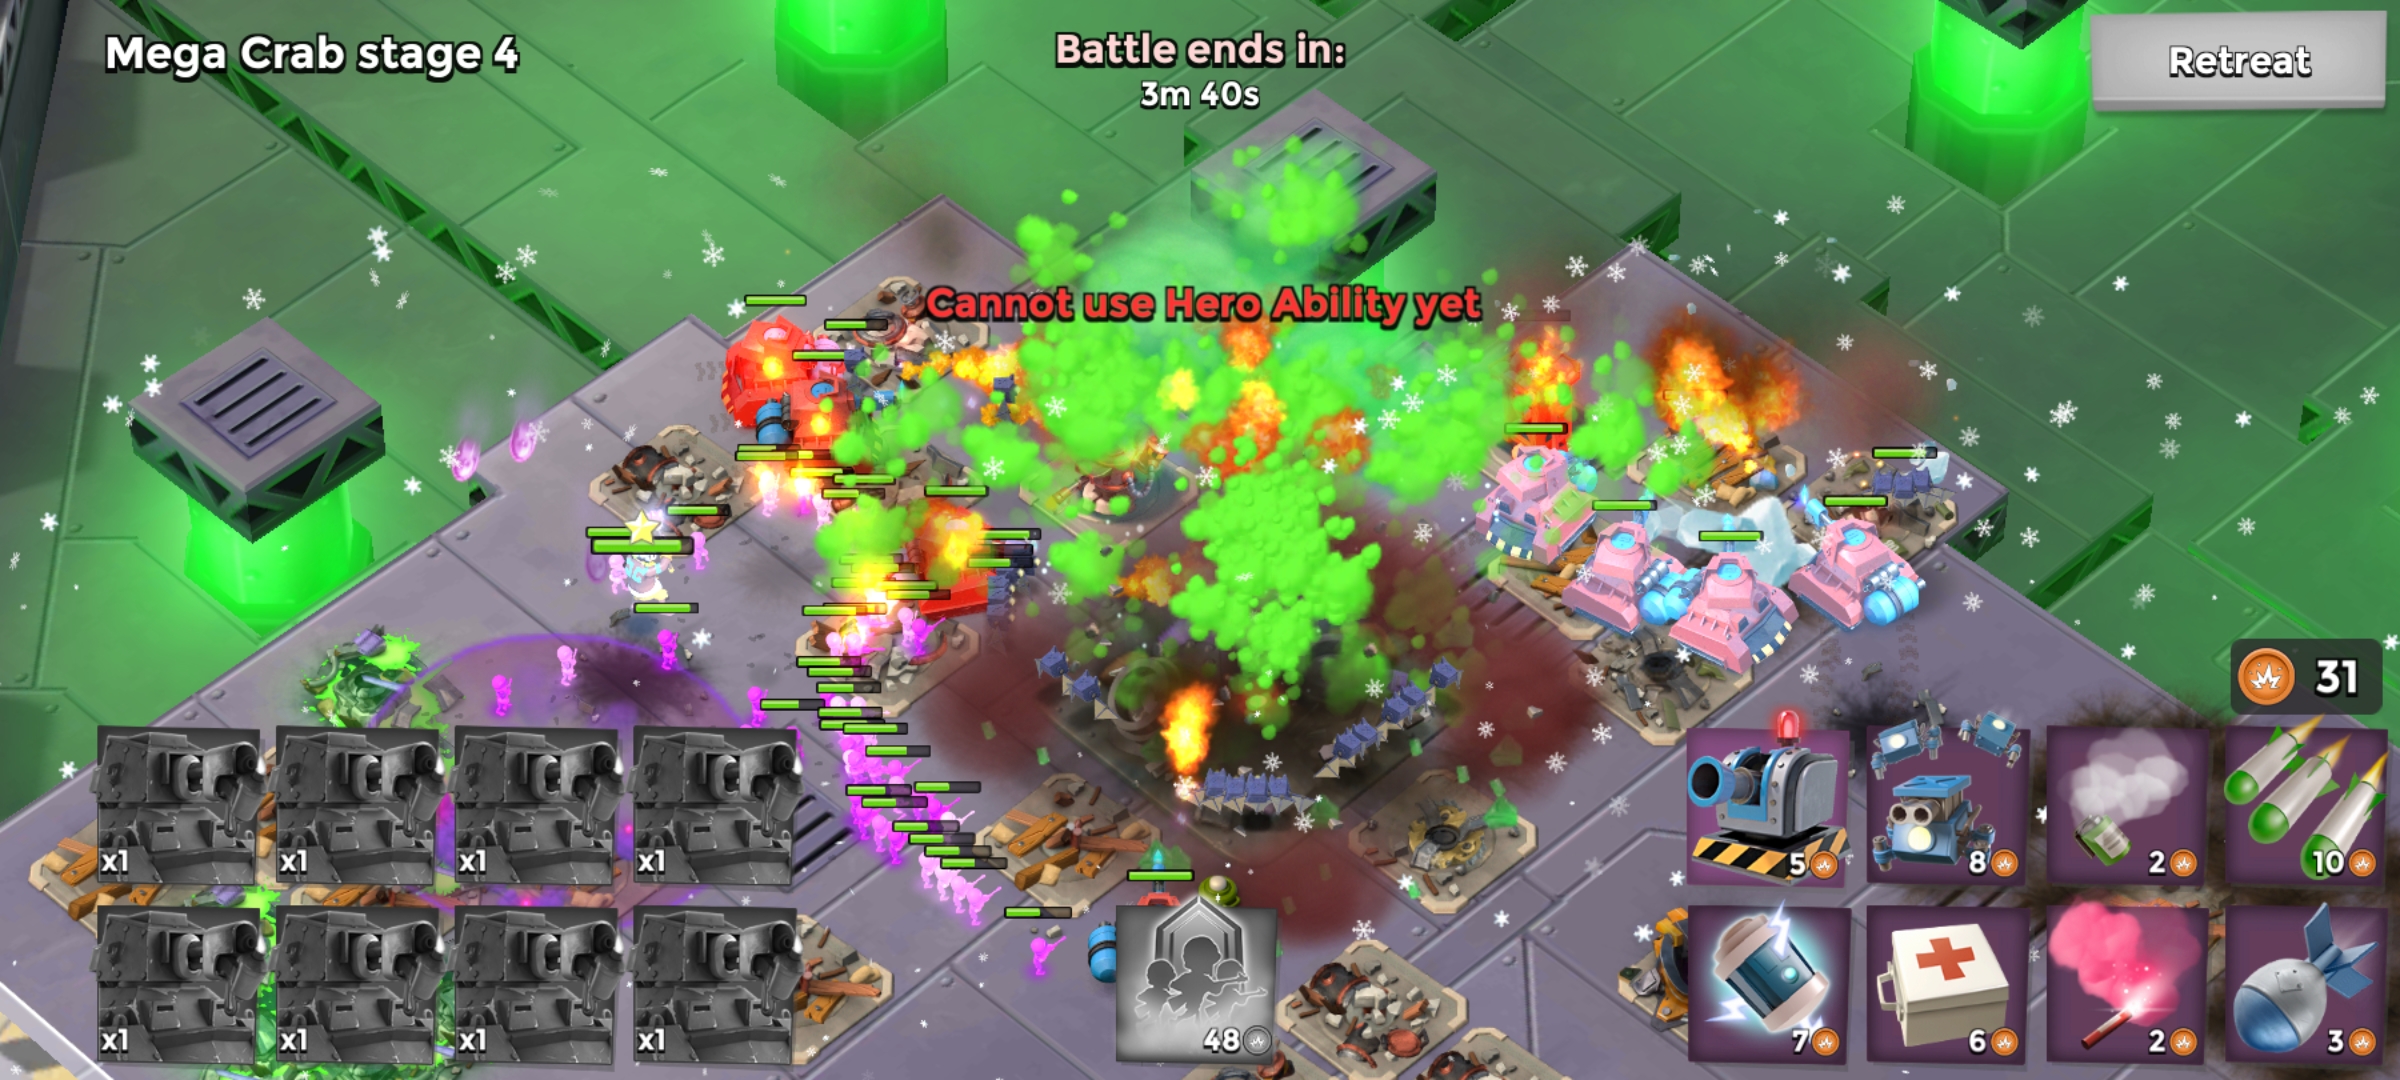 Mega Crab stage 4
Battle ends in:
3m 40s
Retreat
Cannot use Hero Ability yet
31
x1
x1
x1
x1
5
8
2
10
x1
x1
x1
x1
48
7
6
2
3